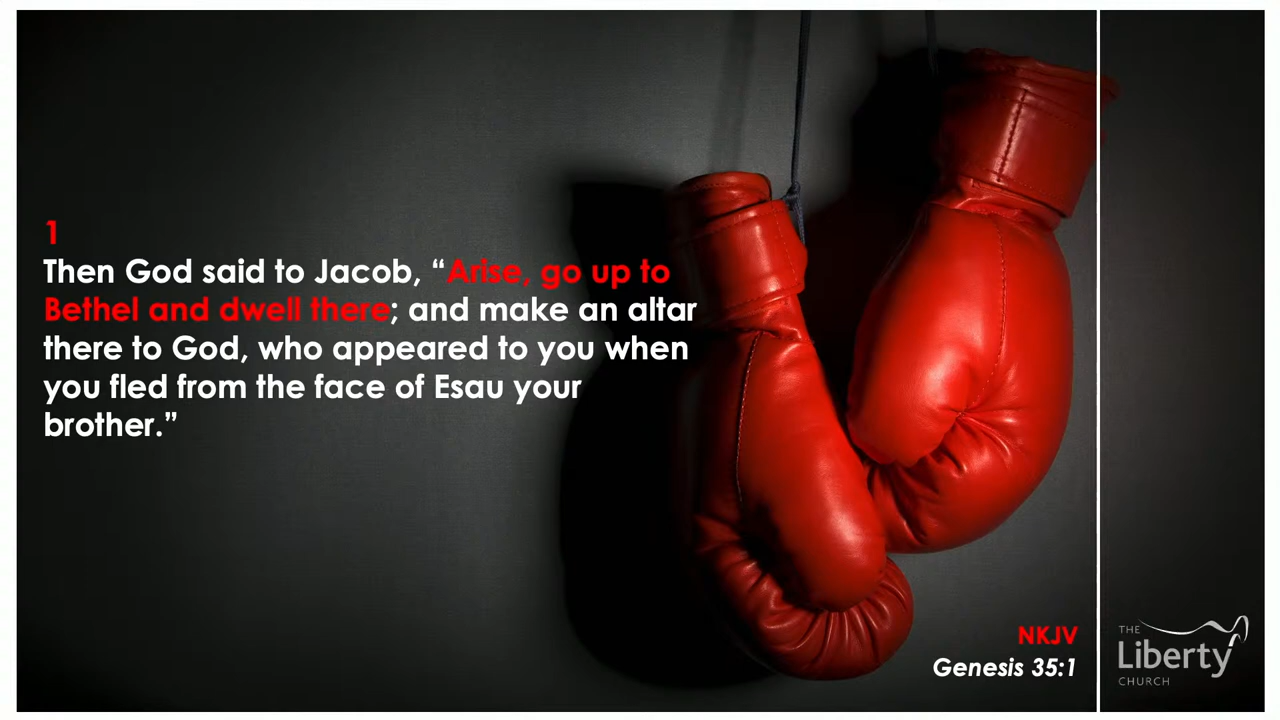 1
Then God said to Jacob, “Arise, go up to
Bethel and dwell there; and make an altar
there to God, who appeared to you when
you fled from the face of Esau your
brother.”
NKJV
Genesis 35:1
THE
Liberty
CHURCH